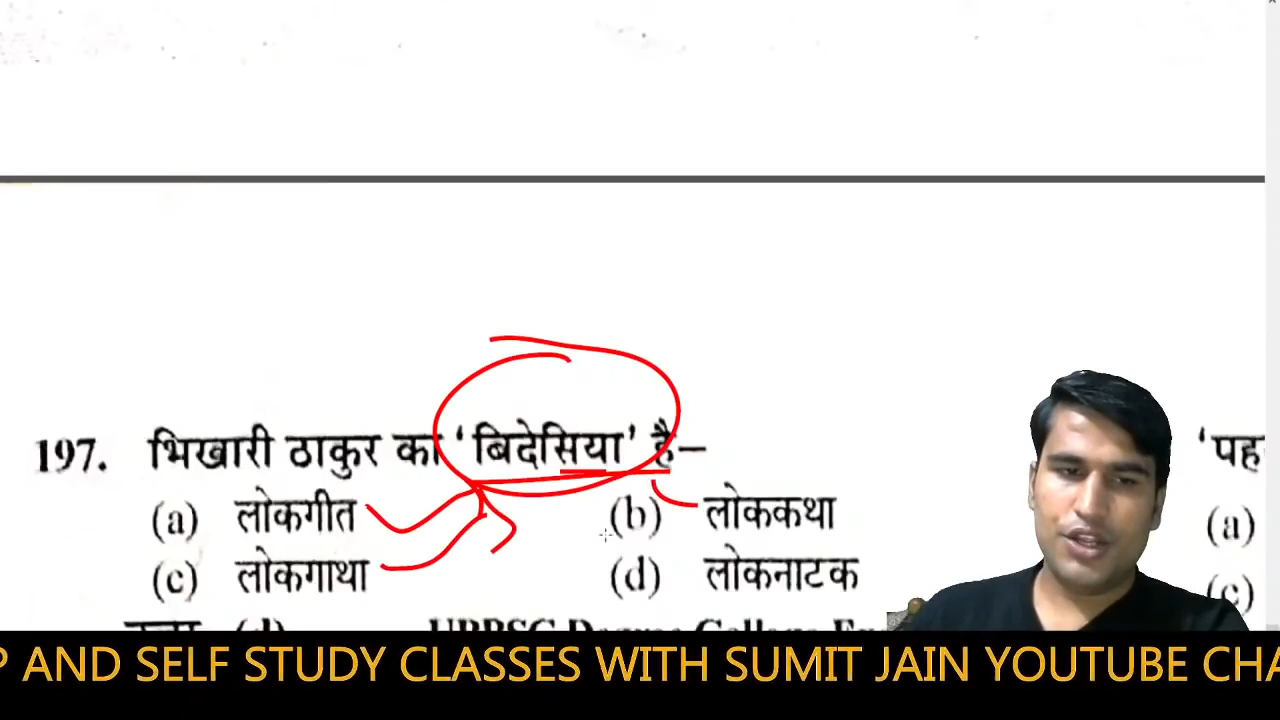 197. भिखारी ठाकुर का 'बिदेसिया' है–
(a) लोकगीत (b) लोककथा
(c) लोकगाथा (d) लोकनाटक
'पह
(a)
(c)
P AND SELF STUDY CLASSES WITH SUMIT JAIN YOUTUBE CHA